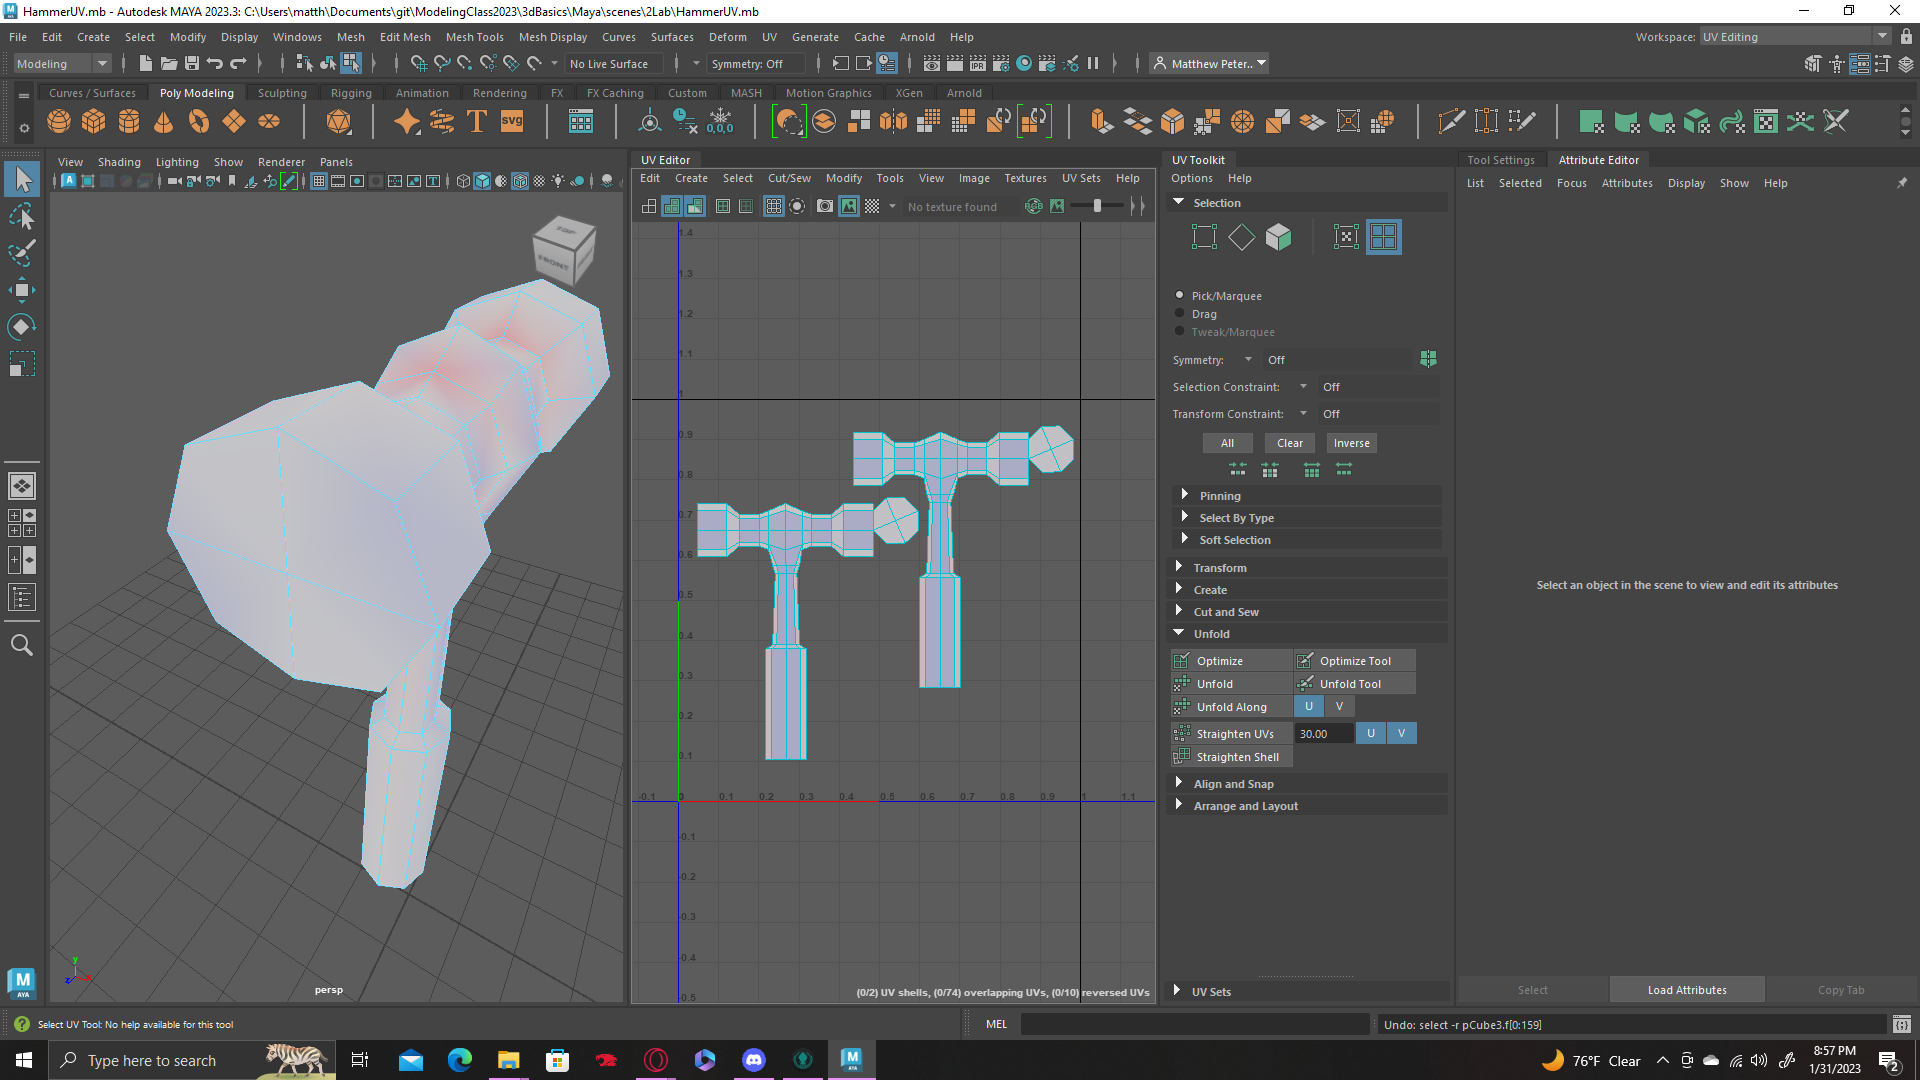 HammerUV.mb - Autodesk MAYA 2023.3: C:\Users\matth\Documents\git\ModelingClass2023\3dBasics\Maya\scenes\2Lab\HammerUV.mb
File Edit Create Select Modify Display Windows Mesh Edit Mesh Mesh Tools Mesh Display Curves Surfaces Deform UV Generate Cache Arnold Help
Workspace: UV Editing
Modeling
No Live Surface
Symmetry: Off
Matthew Peter..
Curves / Surfaces Poly Modeling Sculpting Rigging Animation Rendering FX FX Caching Custom MASH Motion Graphics XGen Arnold
T svg 0,0,0
View Shading Lighting Show Renderer Panels
UV Editor
Edit Create Select Cut/Sew Modify Tools View Image Textures UV Sets Help
No texture found
TOP
FRONT
1.4
1.3
1.2
1.1
1
0.9
0.8
0.7
0.6
0.5
0.4
0.3
0.2
0.1
-0.1 0 0.1 0.2 0.3 0.4 0.5 0.6 0.7 0.8 0.9 1 1.1
-0.1
-0.2
-0.3
-0.4
-0.5
(0/2) UV shells, (0/74) overlapping UVs, (0/10) reversed UVs
y
z
x
persp
UV Toolkit
Options Help
Selection
Pick/Marquee
Drag
Tweak/Marquee
Symmetry: Off
Selection Constraint: Off
Transform Constraint: Off
All Clear Inverse
Pinning
Select By Type
Soft Selection
Transform
Create
Cut and Sew
Unfold
Optimize Optimize Tool
Unfold Unfold Tool
Unfold Along U V
Straighten UVs 30.00 U V
Straighten Shell
Align and Snap
Arrange and Layout
UV Sets
Tool Settings Attribute Editor
List Selected Focus Attributes Display Show Help
Select an object in the scene to view and edit its attributes
Select Load Attributes Copy Tab
M
AYA
Select UV Tool: No help available for this tool
MEL
Undo: select -r pCube3.f[0:159]
Type here to search
76°F Clear
8:57 PM
1/31/2023
2